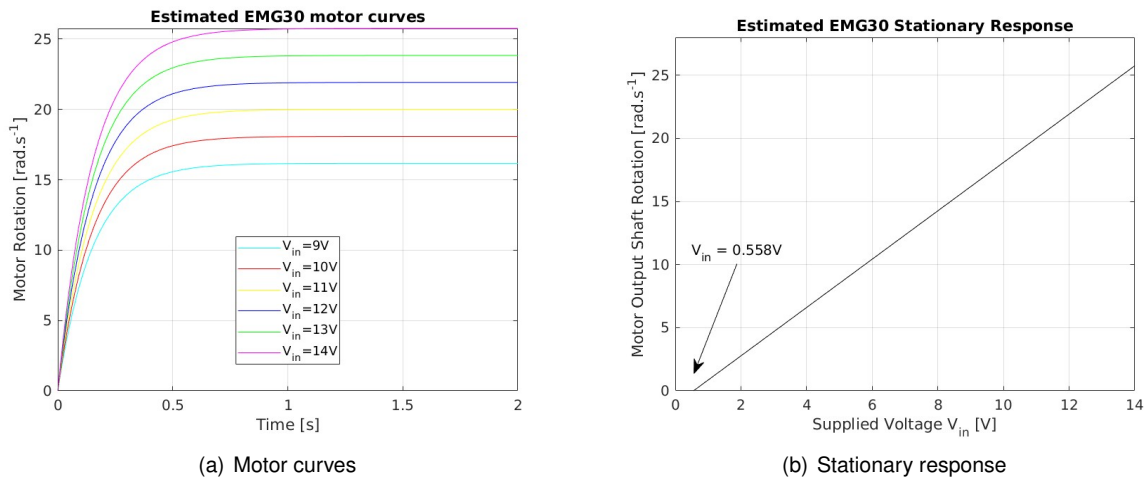 Estimated EMG30 motor curves
Motor Rotation [rad.s⁻¹]
25
20
15
10
5
0
V_in=9V
V_in=10V
V_in=11V
V_in=12V
V_in=13V
V_in=14V
0 0.5 1 1.5 2
Time [s]
(a) Motor curves
Estimated EMG30 Stationary Response
Motor Output Shaft Rotation [rad.s⁻¹]
25
20
15
10
5
0
V_in = 0.558V
0 2 4 6 8 10 12 14
Supplied Voltage V_in [V]
(b) Stationary response